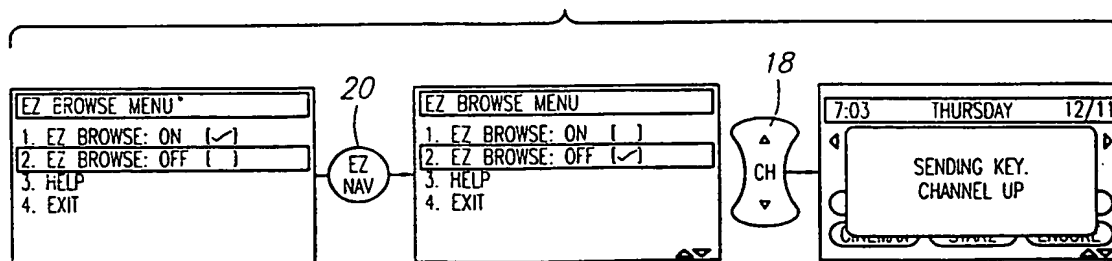 20
18
EZ BROWSE MENU
1. EZ BROWSE: ON [✓]
2. EZ BROWSE: OFF [ ]
3. HELP
4. EXIT
EZ
NAV
EZ BROWSE MENU
1. EZ BROWSE: ON [ ]
2. EZ BROWSE: OFF [✓]
3. HELP
4. EXIT
CH
7:03 THURSDAY 12/11
SENDING KEY.
CHANNEL UP